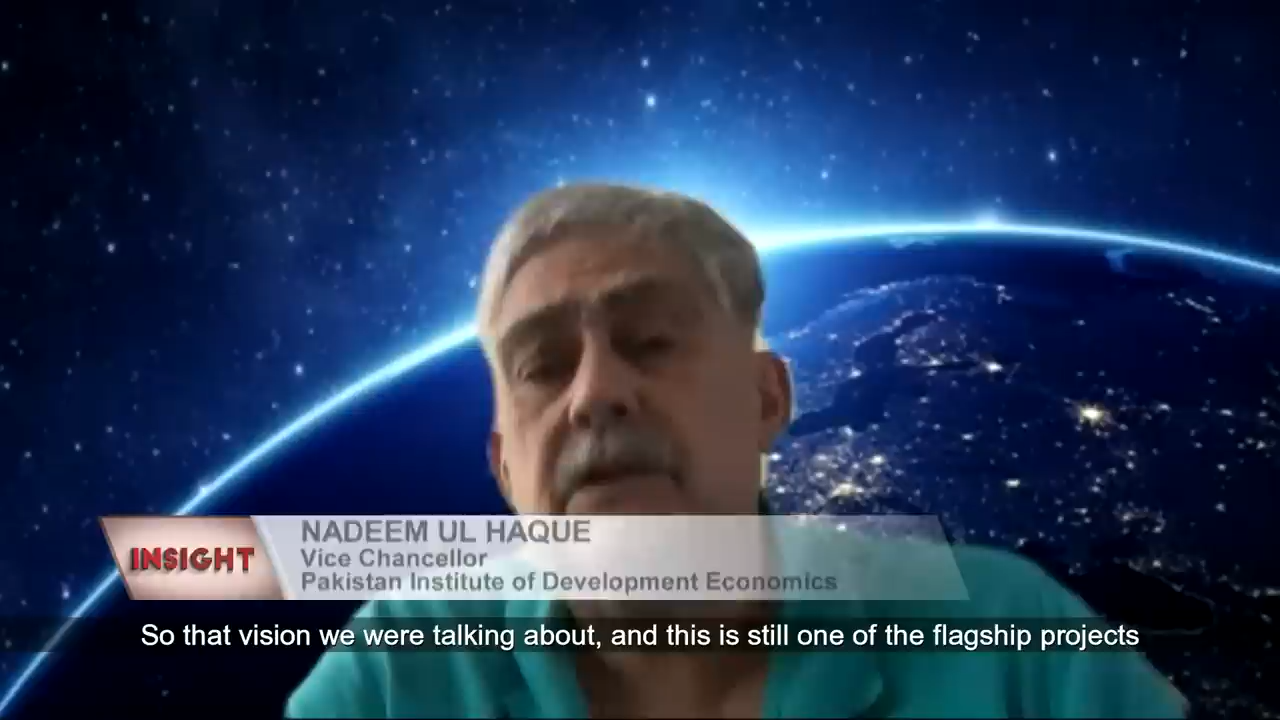 INSIGHT
NADEEM UL HAQUE
Vice Chancellor
Pakistan Institute of Development Economics
So that vision we were talking about, and this is still one of the flagship projects